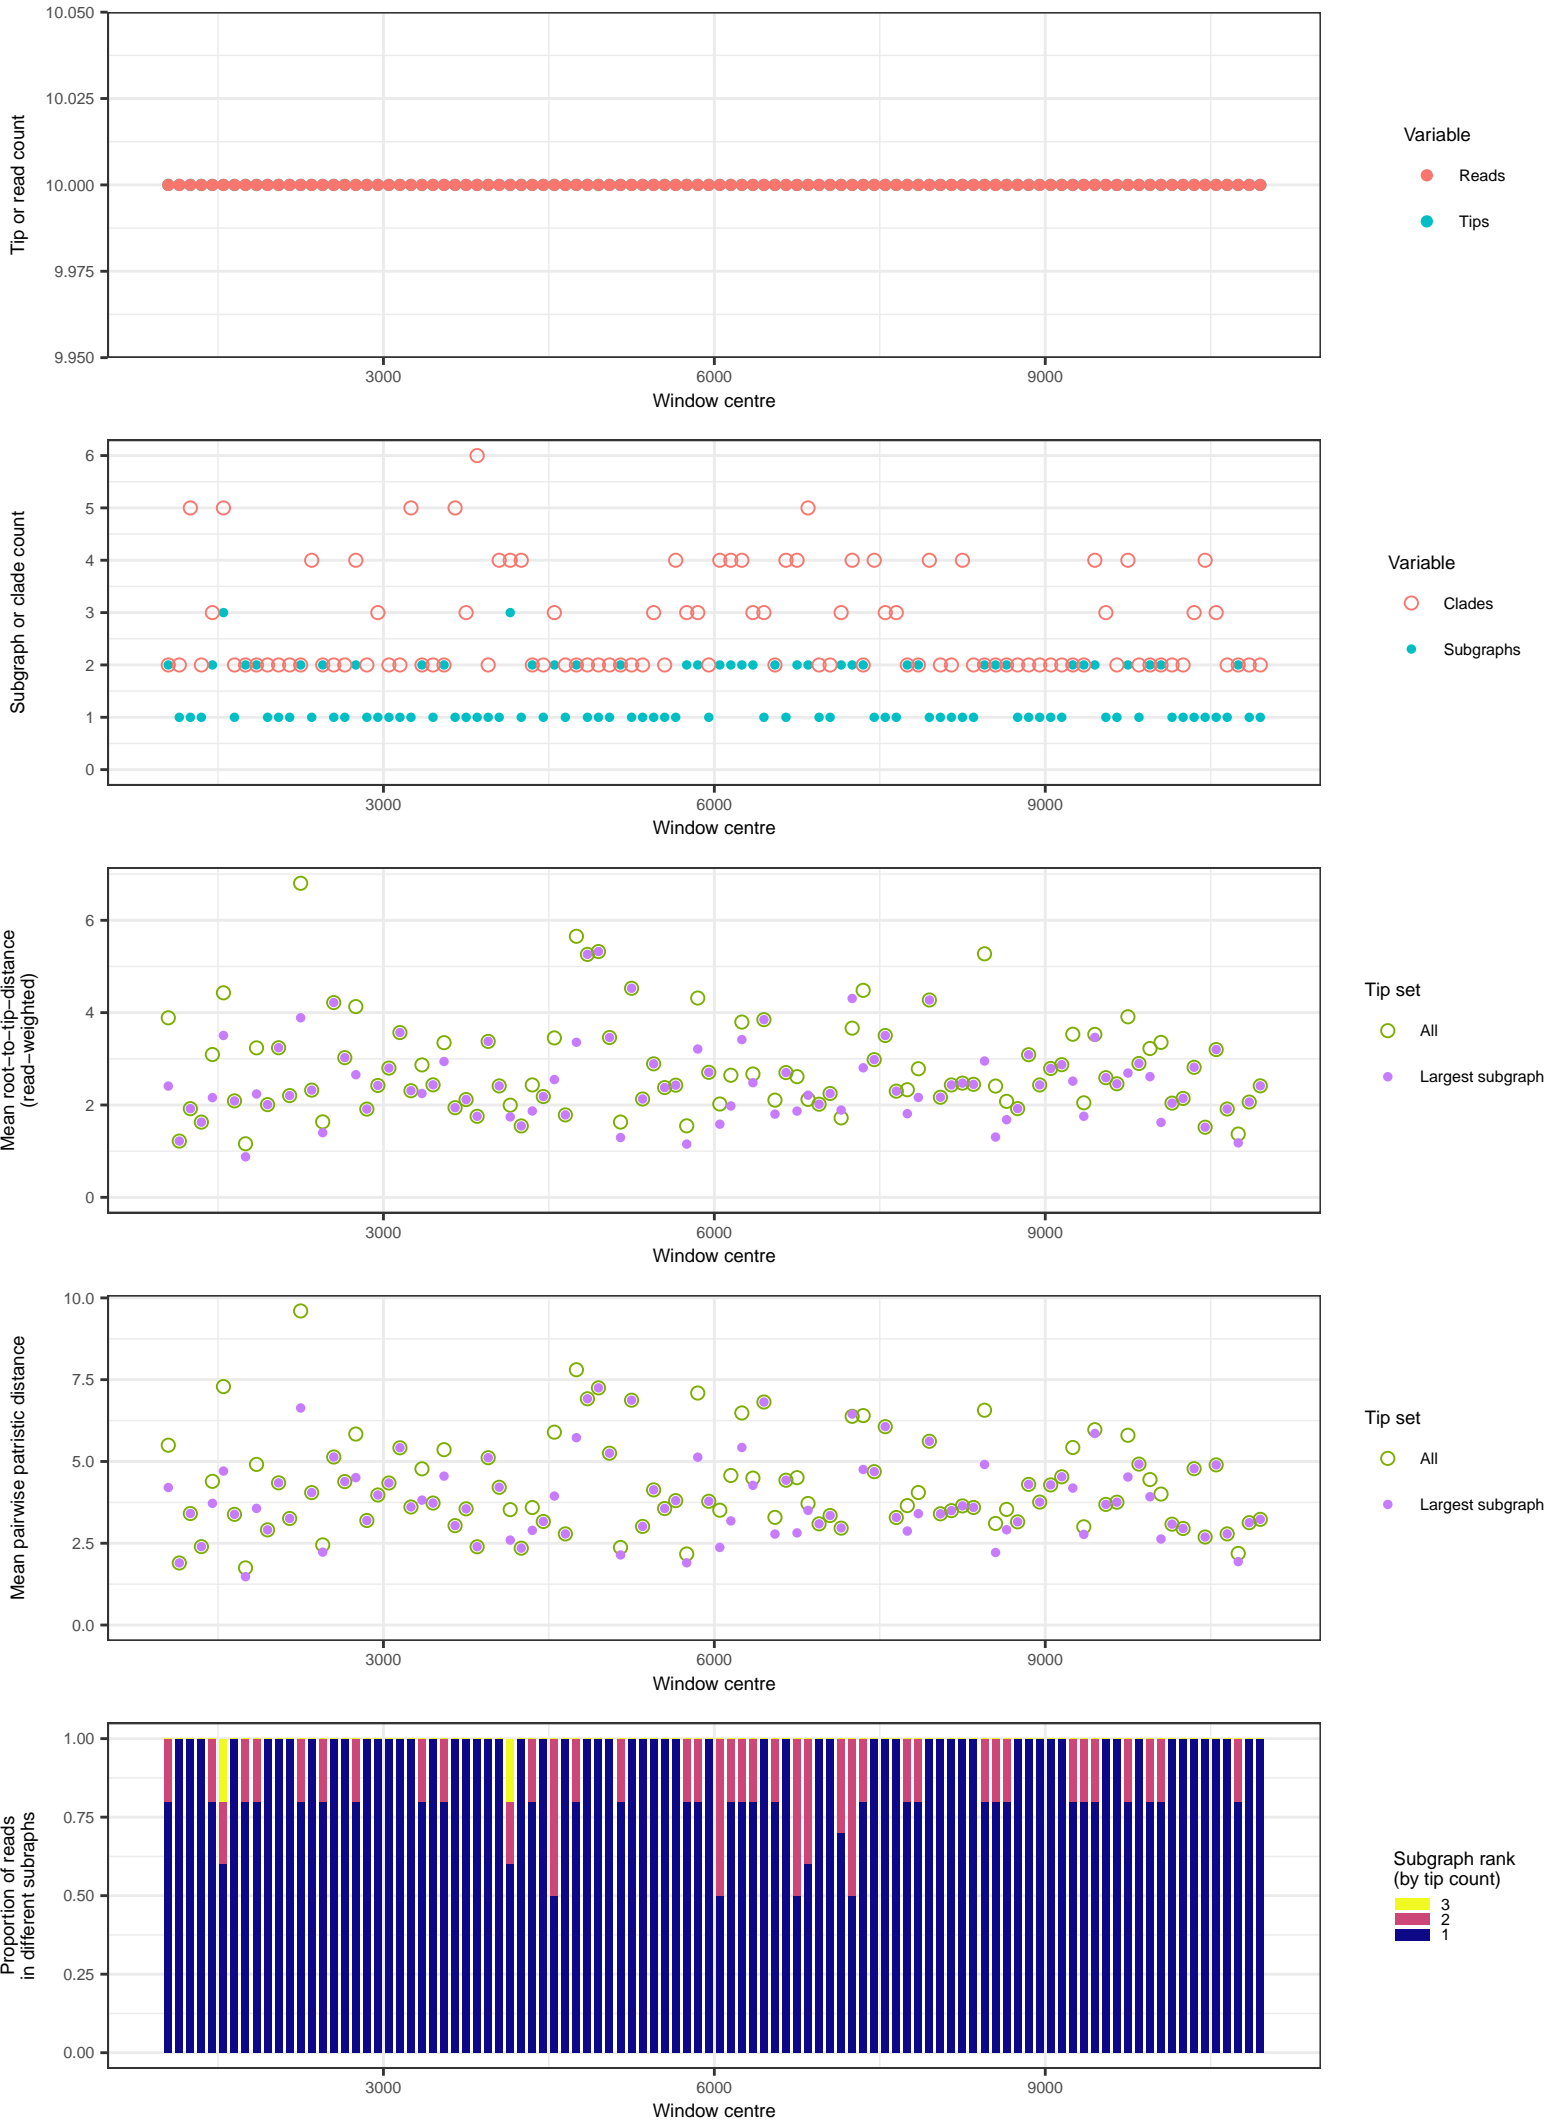 10.050
10.025
10.000
9.975
9.950
Tip or read count
3000 6000 9000
Window centre
Variable
Reads
Tips
6
5
4
3
2
1
0
Subgraph or clade count
3000 6000 9000
Window centre
Variable
Clades
Subgraphs
6
4
2
0
Mean root−to−tip−distance
(read−weighted)
3000 6000 9000
Window centre
Tip set
All
Largest subgraph
10.0
7.5
5.0
2.5
0.0
Mean pairwise patristic distance
3000 6000 9000
Window centre
Tip set
All
Largest subgraph
1.00
0.75
0.50
0.25
0.00
Proportion of reads
in different subraphs
3000 6000 9000
Window centre
Subgraph rank
(by tip count)
3
2
1